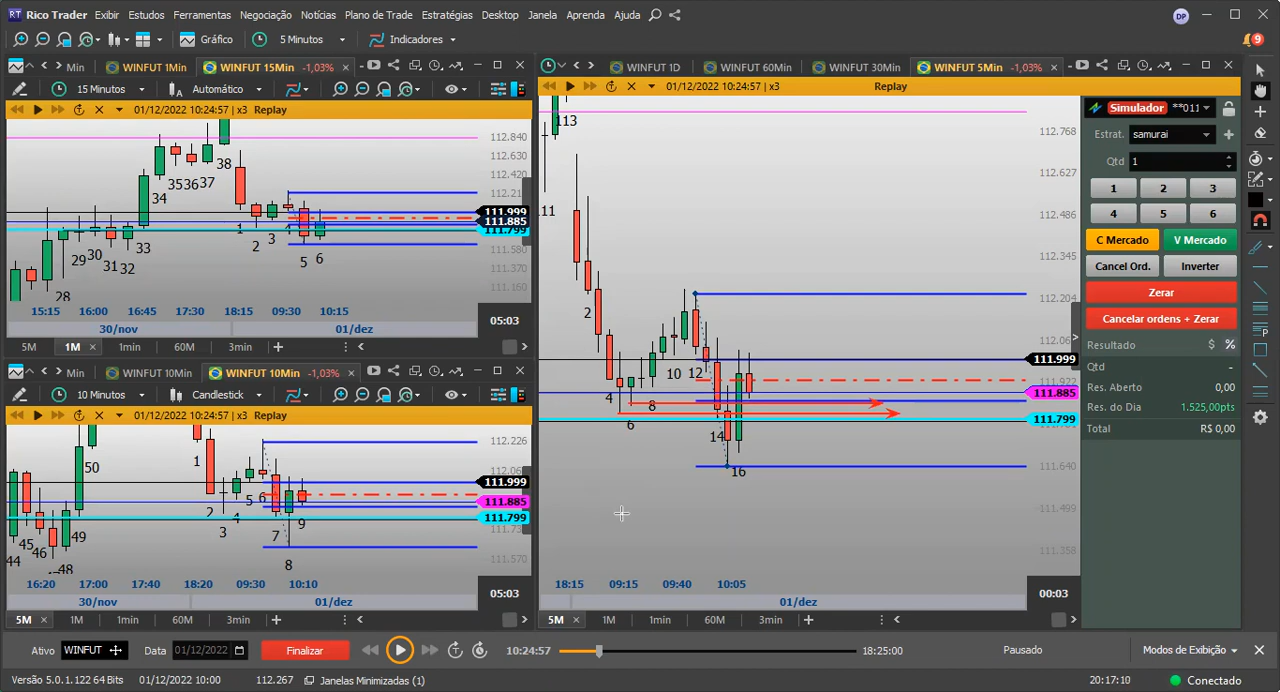 RT Rico Trader Exibir Estudos Ferramentas Negociação Notícias Plano de Trade Estratégias Desktop Janela Aprenda Ajuda DP
Gráfico 5 Minutos Indicadores 9
Min WINFUT 1Min WINFUT 15Min -1,03%
15 Minutos Automático
01/12/2022 10:24:57 | x3 Replay
112.840
112.630
112.420
111.999
111.885
111.799
111.580
111.370
111.160
28 29 30 31 32 33 34 35 36 37 38 1 2 3 4 5 6
15:15 16:00 16:45 17:30 18:15 09:30 10:15
30/nov 01/dez
05:03
5M 1M 1min 60M 3min
Min WINFUT 10Min WINFUT 10Min -1,03%
10 Minutos Candlestick
01/12/2022 10:24:57 | x3 Replay
112.226
111.999
111.885
111.799
111.570
44 45 46 48 49 50 1 2 3 4 5 6 7 8 9
16:20 17:00 17:40 18:20 09:30 10:10
30/nov 01/dez
05:03
5M 1M 1min 60M 3min
WINFUT 1D WINFUT 60Min WINFUT 30Min WINFUT 5Min -1,03%
01/12/2022 10:24:57 | x3 Replay
112.768
112.627
112.486
112.345
112.204
111.999
111.922
111.885
111.799
111.640
111.499
111.358
113 2 4 6 8 10 12 14 16
18:15 09:15 09:40 10:05
01/dez
00:03
5M 1M 1min 60M 3min
Simulador **011
Estrat. samurai
Qtd 1
1 2 3
4 5 6
C Mercado V Mercado
Cancel Ord. Inverter
Zerar
Cancelar ordens + Zerar
Resultado $ %
Qtd -
Res. Aberto 0,00
Res. do Dia 1.525,00pts
Total R$ 0,00
Ativo WINFUT Data 01/12/2022 Finalizar 10:24:57 18:25:00 Pausado Modos de Exibição
Versão 5.0.1.122 64 Bits 01/12/2022 10:00 112.267 Janelas Minimizadas (1) 20:17:10 Conectado